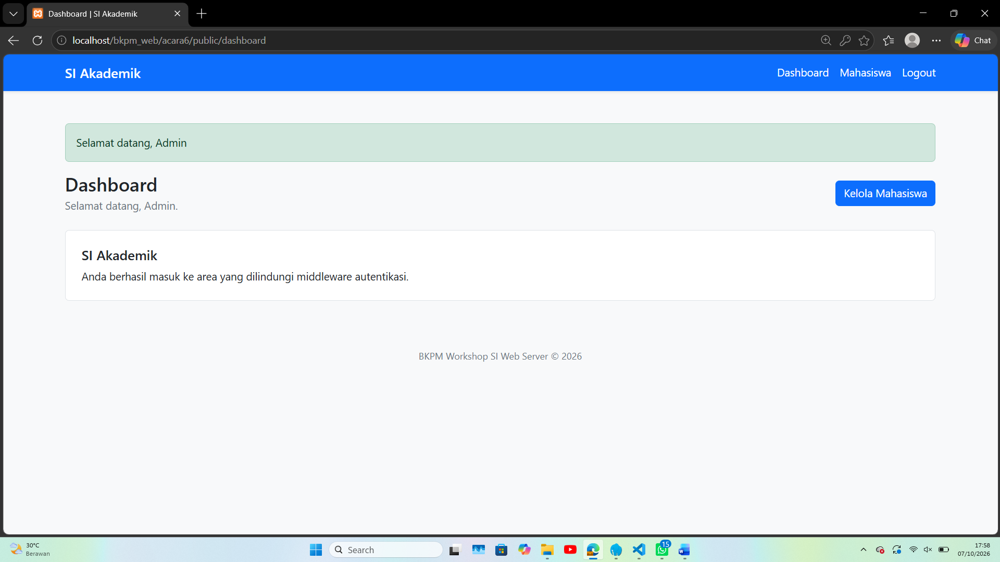 Dashboard | SI Akademik
localhost/bkpm_web/acara6/public/dashboard
Chat
SI Akademik
Dashboard Mahasiswa Logout
Selamat datang, Admin
Dashboard
Selamat datang, Admin.
Kelola Mahasiswa
SI Akademik
Anda berhasil masuk ke area yang dilindungi middleware autentikasi.
BKPM Workshop SI Web Server © 2026
30°C
Berawan
Search
15
W
17:58
07/10/2026